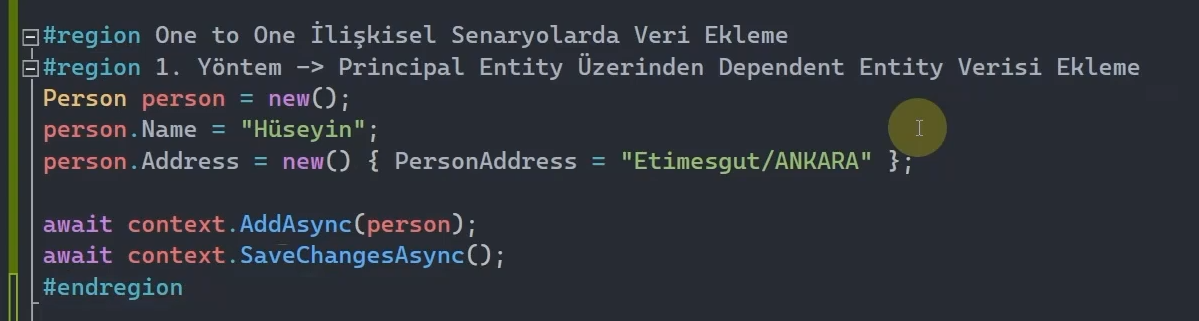 #region One to One İlişkisel Senaryolarda Veri Ekleme
#region 1. Yöntem -> Principal Entity Üzerinden Dependent Entity Verisi Ekleme
Person person = new();
person.Name = "Hüseyin";
person.Address = new() { PersonAddress = "Etimesgut/ANKARA" };
await context.AddAsync(person);
await context.SaveChangesAsync();
#endregion